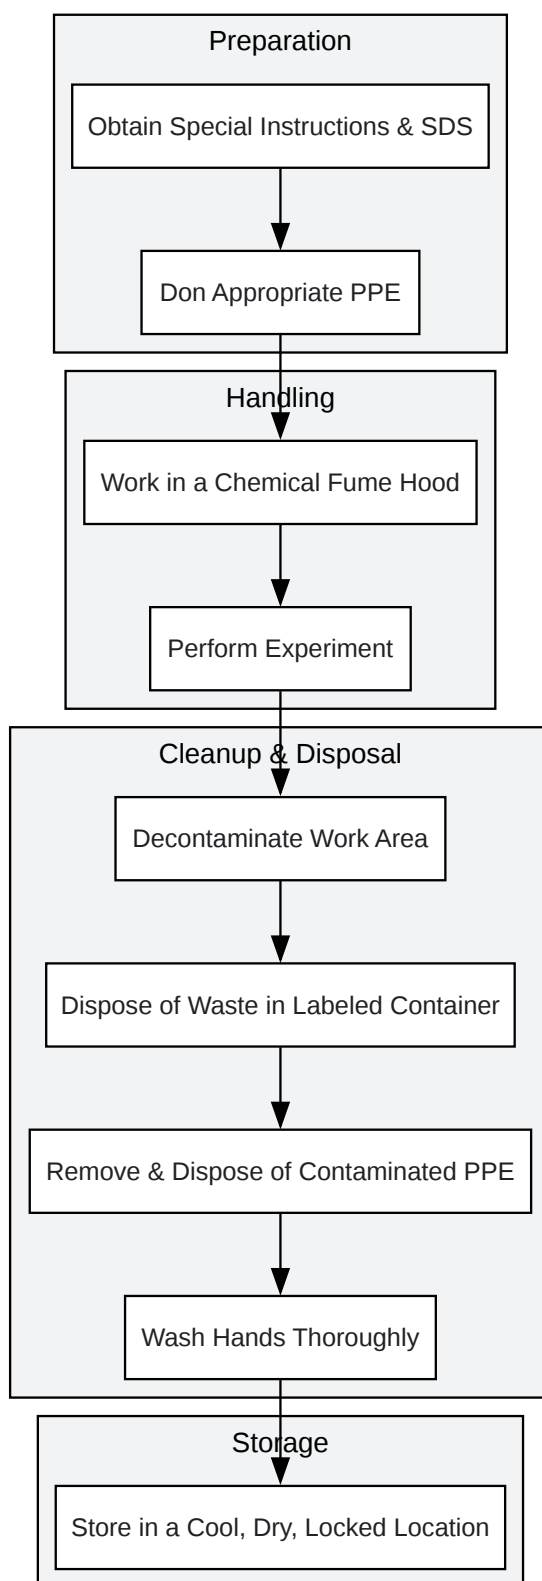 Preparation
Obtain Special Instructions & SDS
Don Appropriate PPE
Handling
Work in a Chemical Fume Hood
Perform Experiment
Cleanup & Disposal
Decontaminate Work Area
Dispose of Waste in Labeled Container
Remove & Dispose of Contaminated PPE
Wash Hands Thoroughly
Storage
Store in a Cool, Dry, Locked Location